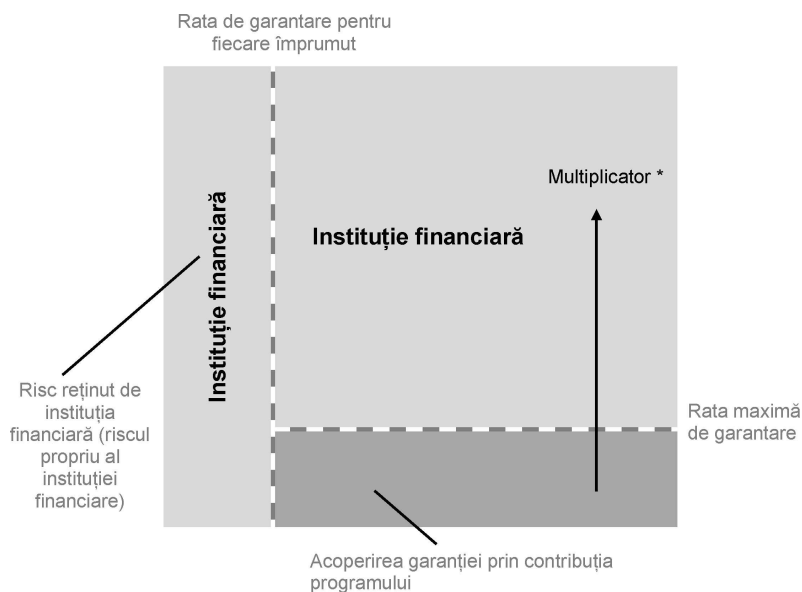 Rata de garantare pentru
fiecare împrumut
Multiplicator *
Instituție financiară
Instituție financiară
Risc reținut de
instituția
financiară (riscul
propriu al
instituției
financiare)
Rata maximă
de garantare
Acoperirea garanției prin contribuția
programului